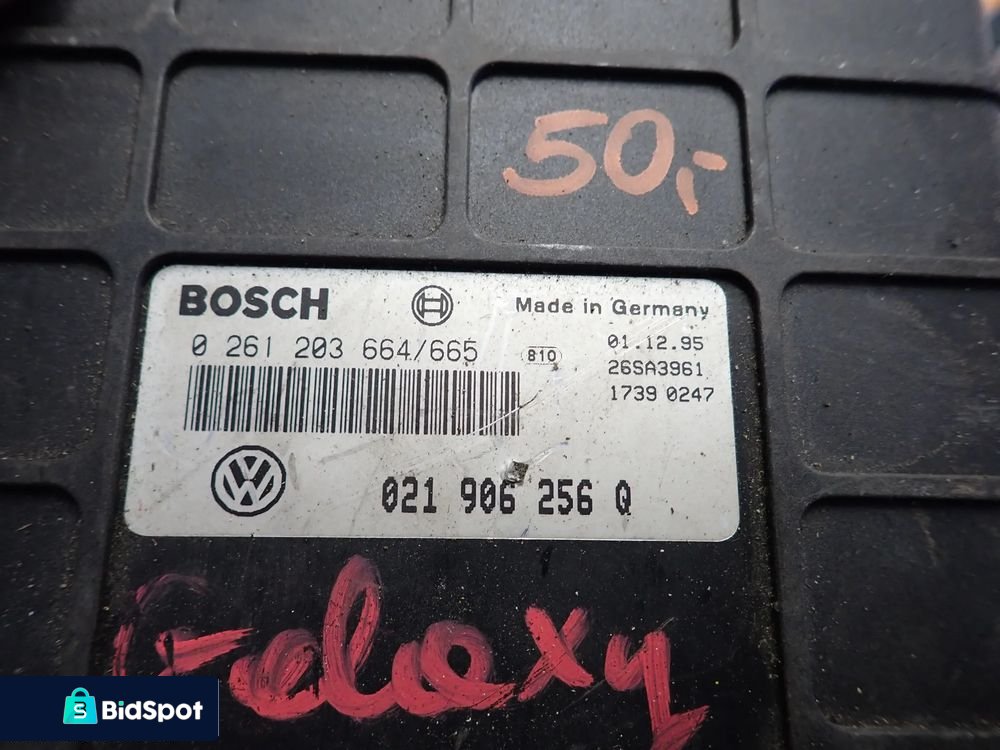 50,-
BOSCH
Made in Germany
0 261 203 664/665
810
01.12.95
26SA3961
1739 0247
VW
021 906 256 Q
Galaxy
BidSpot